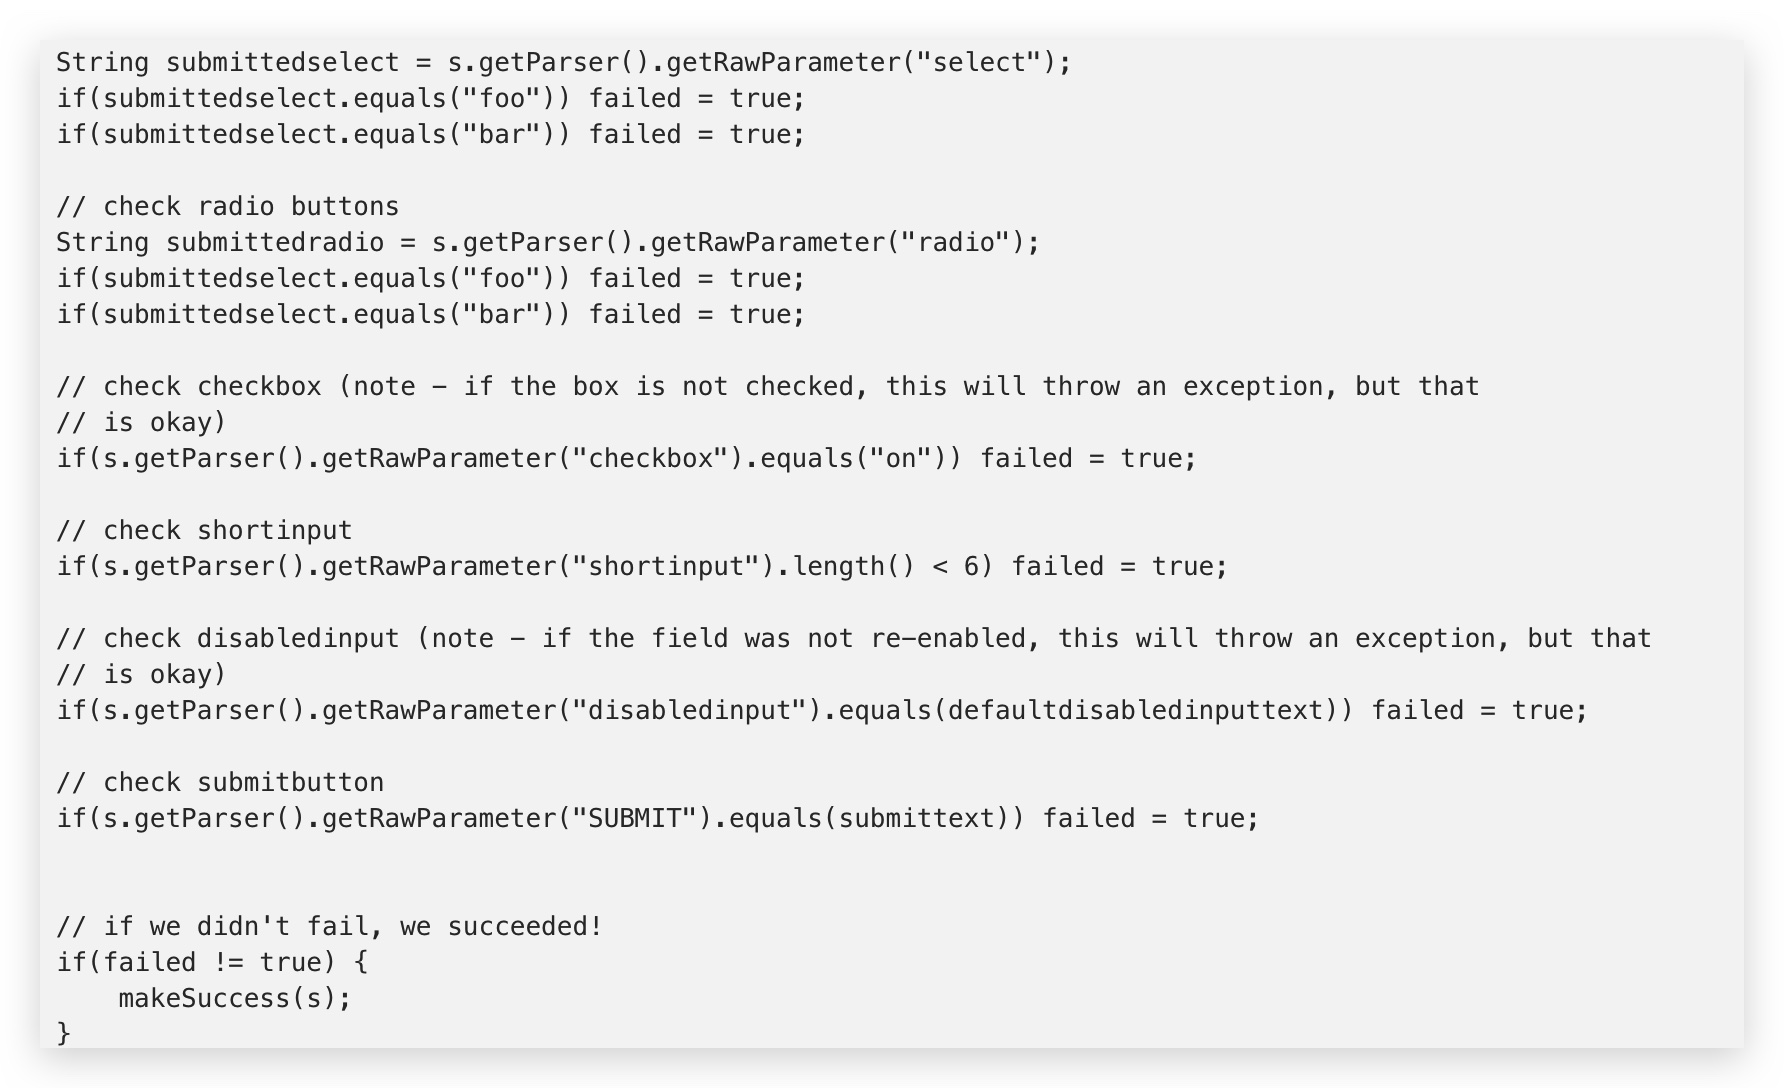 String submittedselect = s.getParser().getRawParameter("select");
if(submittedselect.equals("foo")) failed = true;
if(submittedselect.equals("bar")) failed = true;

// check radio buttons
String submittedradio = s.getParser().getRawParameter("radio");
if(submittedselect.equals("foo")) failed = true;
if(submittedselect.equals("bar")) failed = true;

// check checkbox (note – if the box is not checked, this will throw an exception, but that
// is okay)
if(s.getParser().getRawParameter("checkbox").equals("on")) failed = true;

// check shortinput
if(s.getParser().getRawParameter("shortinput").length() < 6) failed = true;

// check disabledinput (note – if the field was not re–enabled, this will throw an exception, but that
// is okay)
if(s.getParser().getRawParameter("disabledinput").equals(defaultdisabledinputtext)) failed = true;

// check submitbutton
if(s.getParser().getRawParameter("SUBMIT").equals(submittext)) failed = true;


// if we didn't fail, we succeeded!
if(failed != true) {
    makeSuccess(s);
}